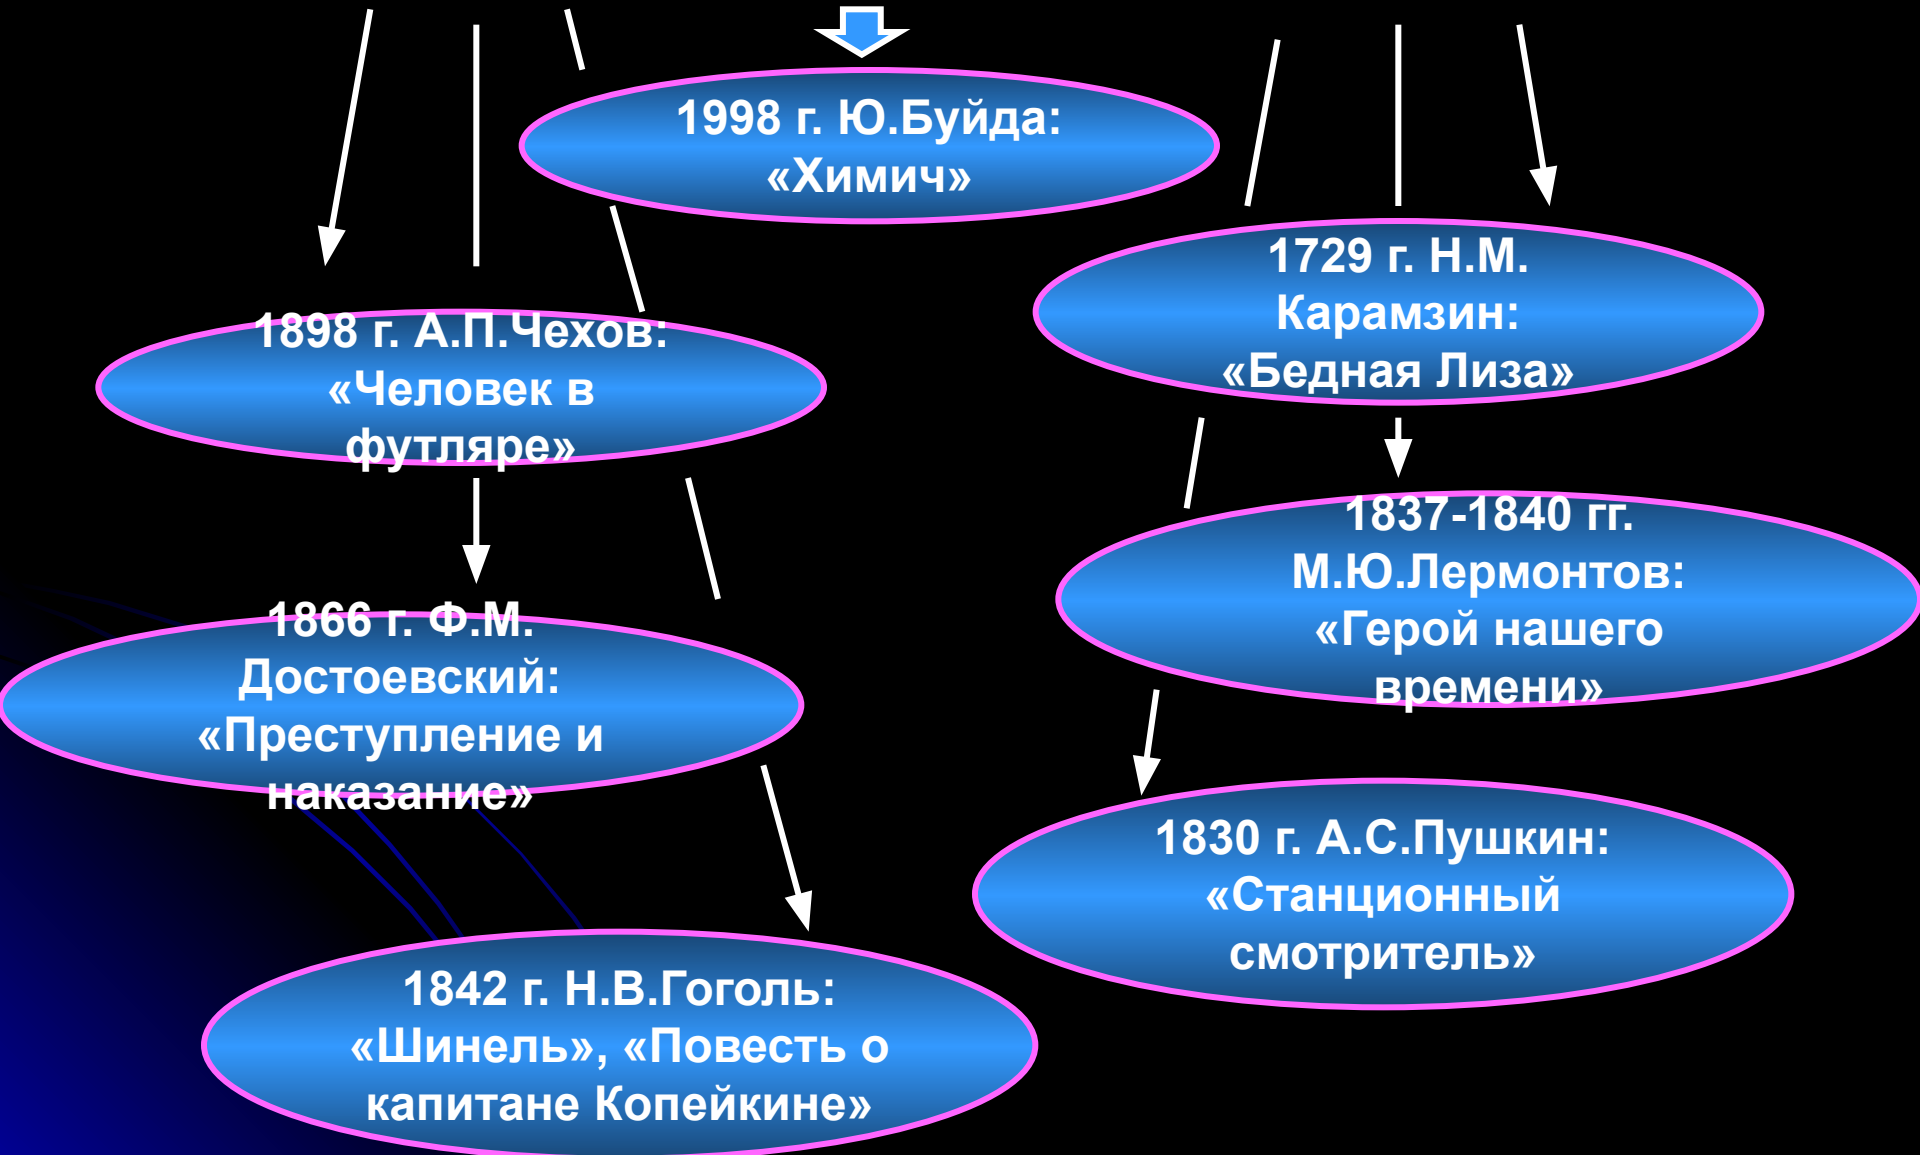 1998 г. Ю.Буйда:
«Химич»
1729 г. Н.М.
Карамзин:
«Бедная Лиза»
1898 г. А.П.Чехов:
«Человек в
футляре»
1837-1840 гг.
М.Ю.Лермонтов:
«Герой нашего
времени»
1866 г. Ф.М.
Достоевский:
«Преступление и
наказание»
1830 г. А.С.Пушкин:
«Станционный
смотритель»
1842 г. Н.В.Гоголь:
«Шинель», «Повесть о
капитане Копейкине»